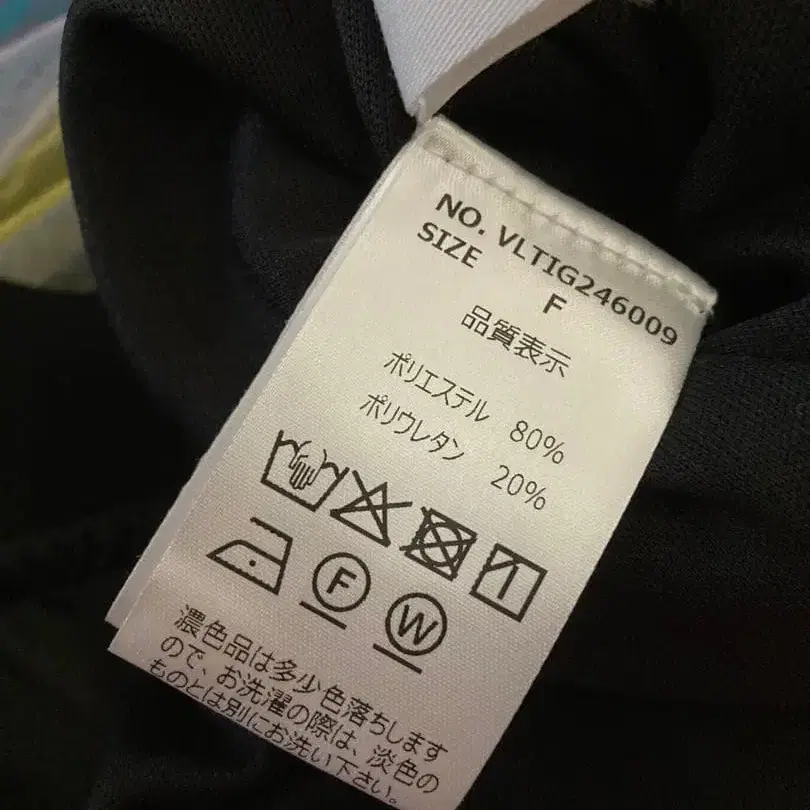 NO. VLTIG246009
SIZE F
品質表示
ポリエステル 80%
ポリウレタン 20%
F
W
濃色品は多少色落ちします
ので、お洗濯の際は、淡色の
ものとは別にお洗い下さい。